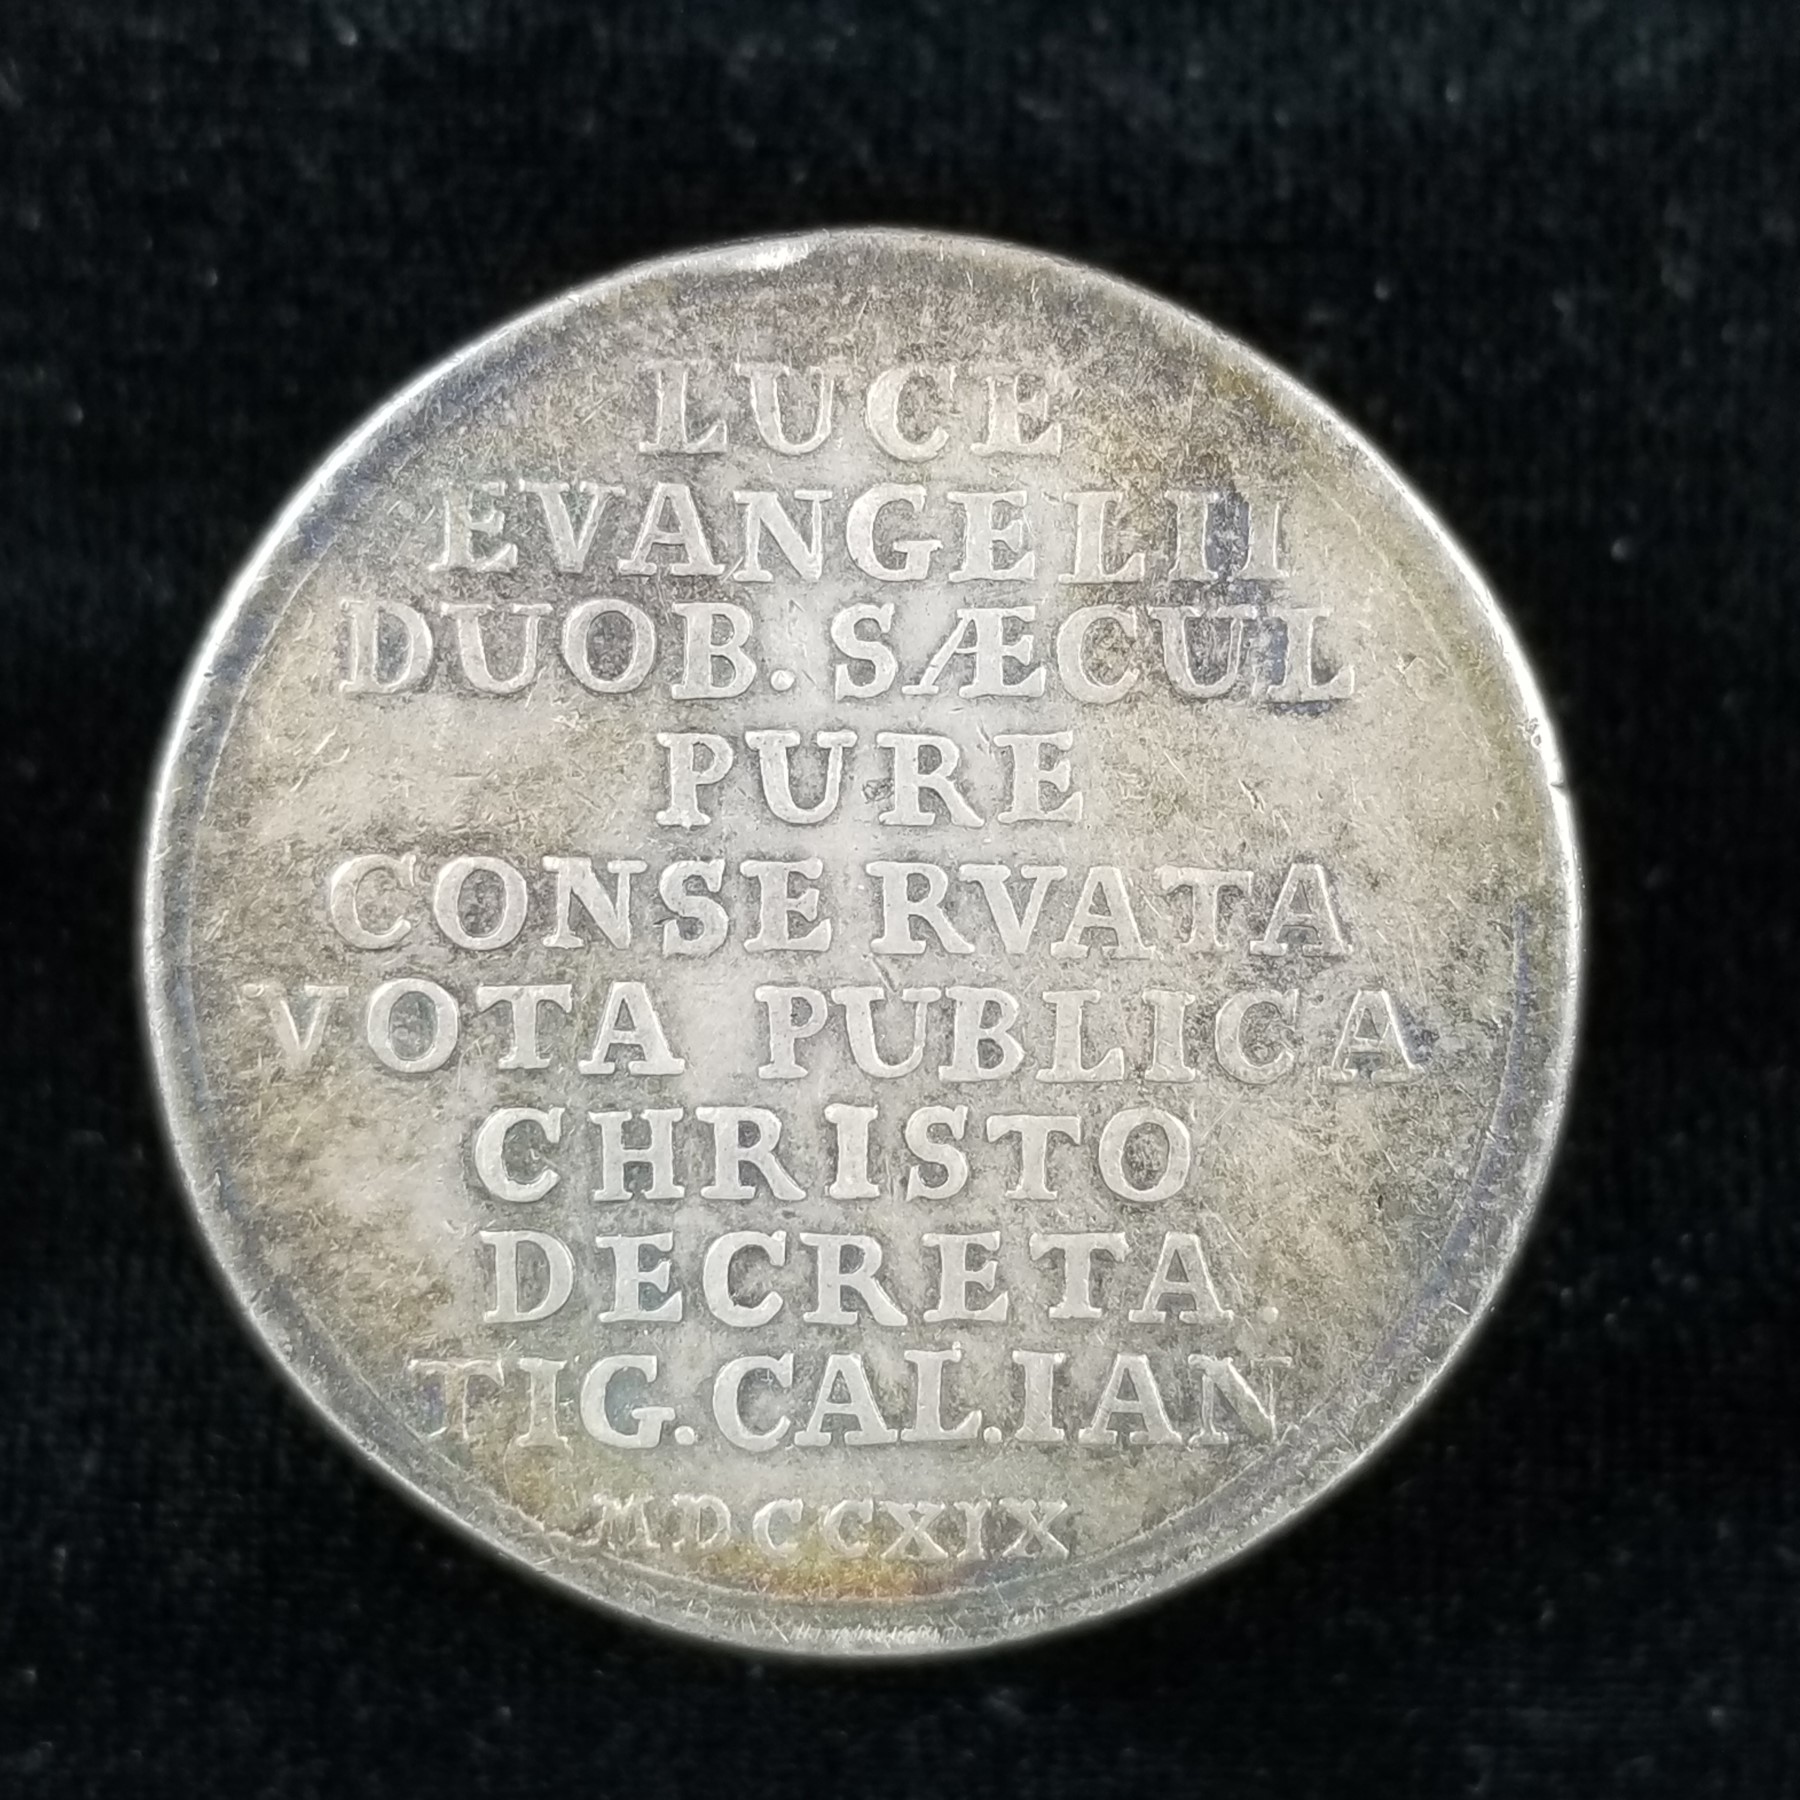 LUCE
EVANGELII
DUOB. SÆCUL
PURE
CONSERVATA
VOTA PUBLICA
CHRISTO
DECRETA.
TIG. CAL. IAN
MDCCXIX